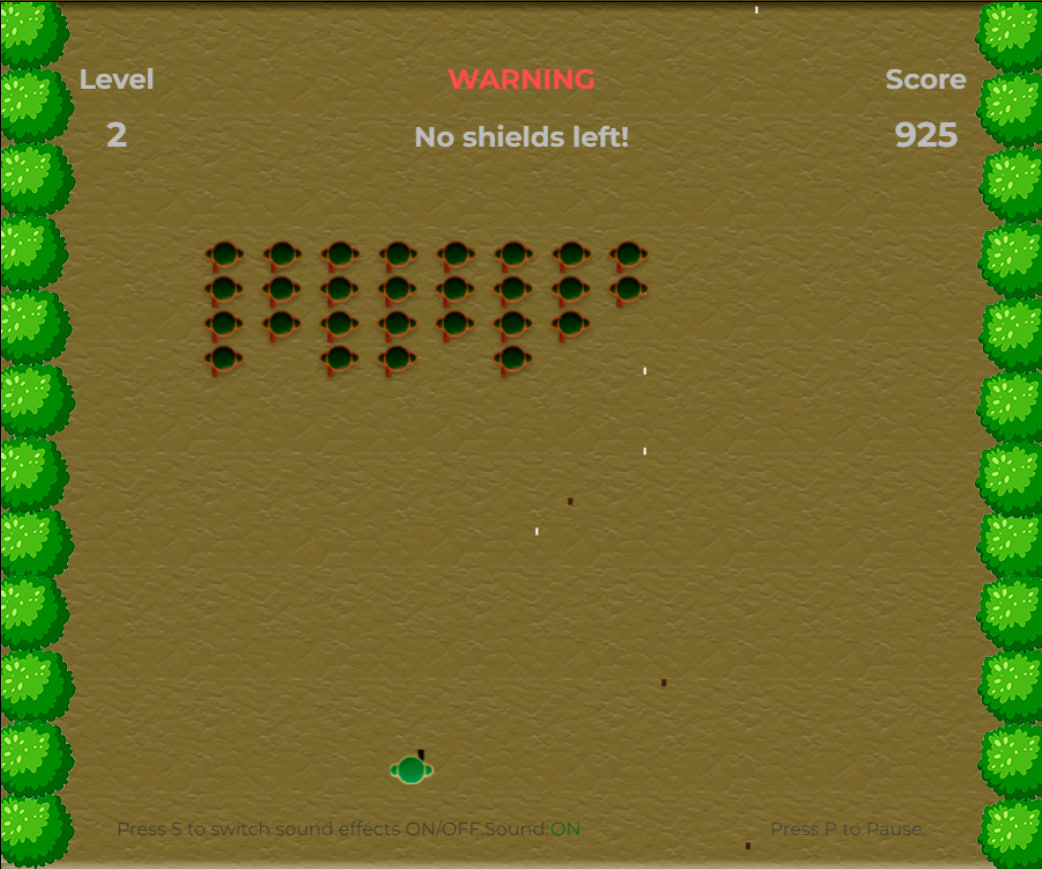 Level
WARNING
Score
2
No shields left!
925
Press S to switch sound effects ON/OFF.Sound:ON
Press P to Pause.